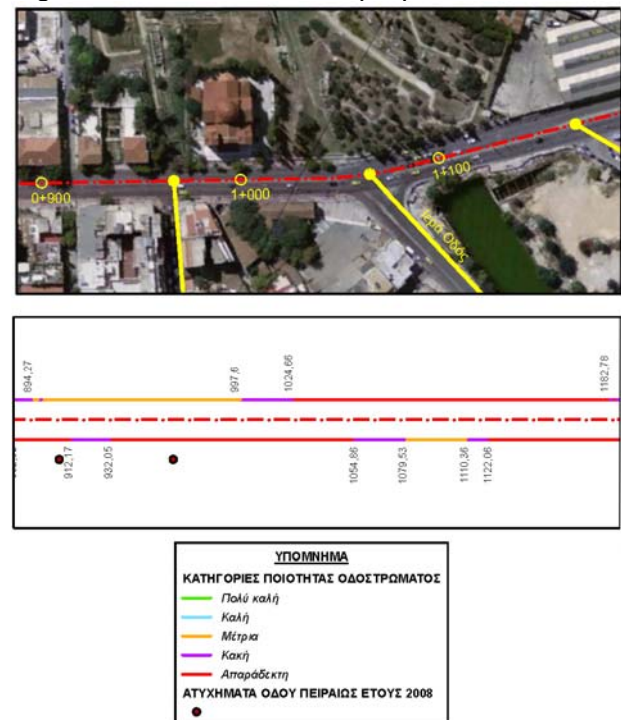 0+900
1+000
1+100
Ιερά Οδός
894,27
997,6
1024,66
1182,78
912,17
932,05
1054,86
1079,53
1110,36
1122,06
ΥΠΟΜΝΗΜΑ
ΚΑΤΗΓΟΡΙΕΣ ΠΟΙΟΤΗΤΑΣ ΟΔΟΣΤΡΩΜΑΤΟΣ
Πολύ καλή
Καλή
Μέτρια
Κακή
Απαράδεκτη
ΑΤΥΧΗΜΑΤΑ ΟΔΟΥ ΠΕΙΡΑΙΩΣ ΕΤΟΥΣ 2008